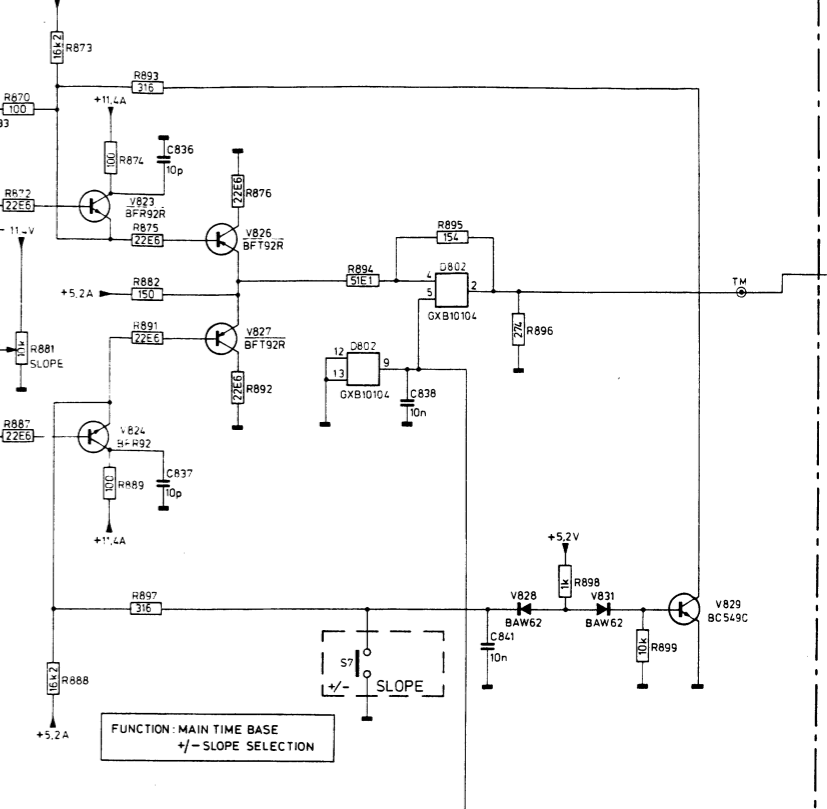 16k2 R873
R893
316
R870
100
+11,4A
100 R874
C836
10p
R872
22E6
V823
BFR92R
22E6 R876
R875
22E6
V826
BFT92R
R895
154
R894
51E1
D802
4 2
5
GXB10104
TM
+5,2A
R882
150
R891
22E6
V827
BFT92R
274 R896
10k R881
SLOPE
D802
12 9
13
GXB10104
22E6 R892
C838
10n
R887
22E6
V824
BFR92
100 R889
C837
10p
+11,4A
+5,2V
1k R898
R897
316
V828
BAW62
V831
BAW62
V829
BC549C
C841
10n
10k R899
S7
+/- SLOPE
16k2 R888
+5,2A
FUNCTION: MAIN TIME BASE
+/- SLOPE SELECTION